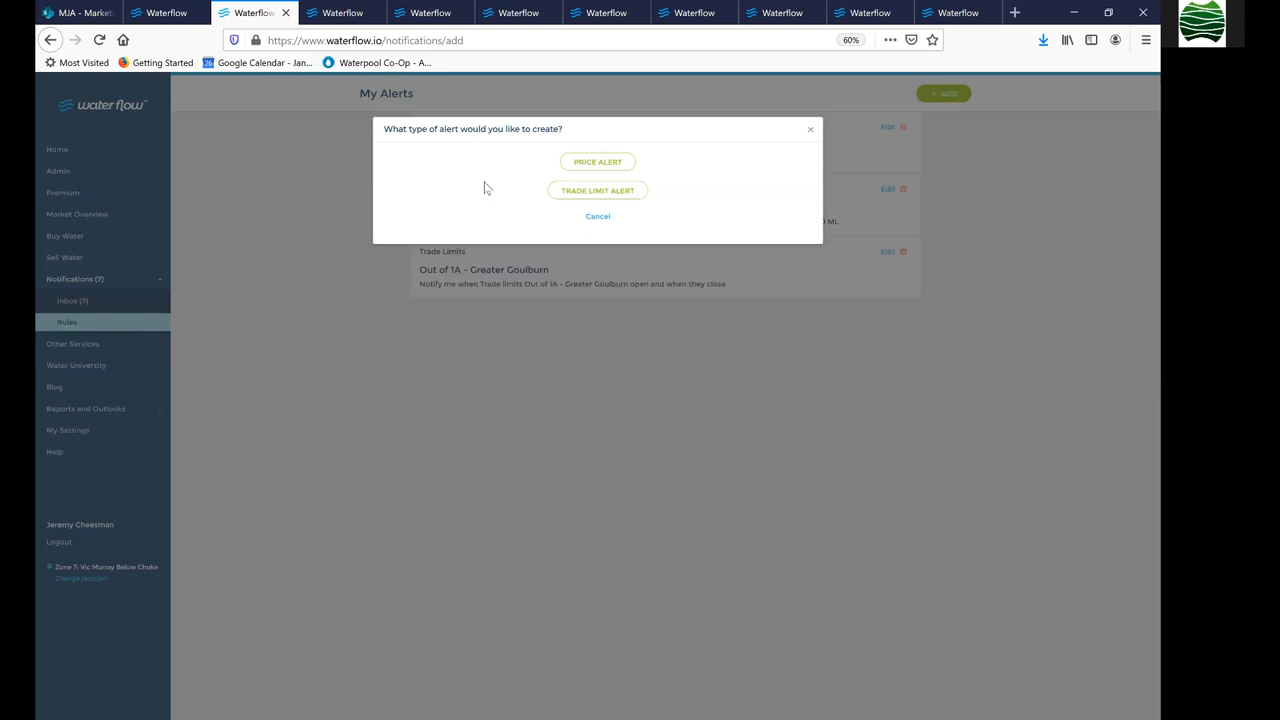 MJA - Market
Waterflow
Waterflow
Waterflow
Waterflow
Waterflow
Waterflow
Waterflow
Waterflow
Waterflow
Waterflow
https://www.waterflow.io/notifications/add
60%
Most Visited
Getting Started
Google Calendar - Jan...
Waterpool Co-Op - A...
waterflow
My Alerts
+ ADD
What type of alert would you like to create?
PRICE ALERT
TRADE LIMIT ALERT
Cancel
Edit
Edit
0 ML
Trade Limits
Edit
Out of 1A - Greater Goulburn
Notify me when Trade limits Out of 1A - Greater Goulburn open and when they close
Home
Admin
Premium
Market Overview
Buy Water
Sell Water
Notifications (7)
Inbox (7)
Rules
Other Services
Water University
Blog
Reports and Outlooks
My Settings
Help
Jeremy Cheesman
Logout
Zone 7: Vic Murray Below Choke
Change location